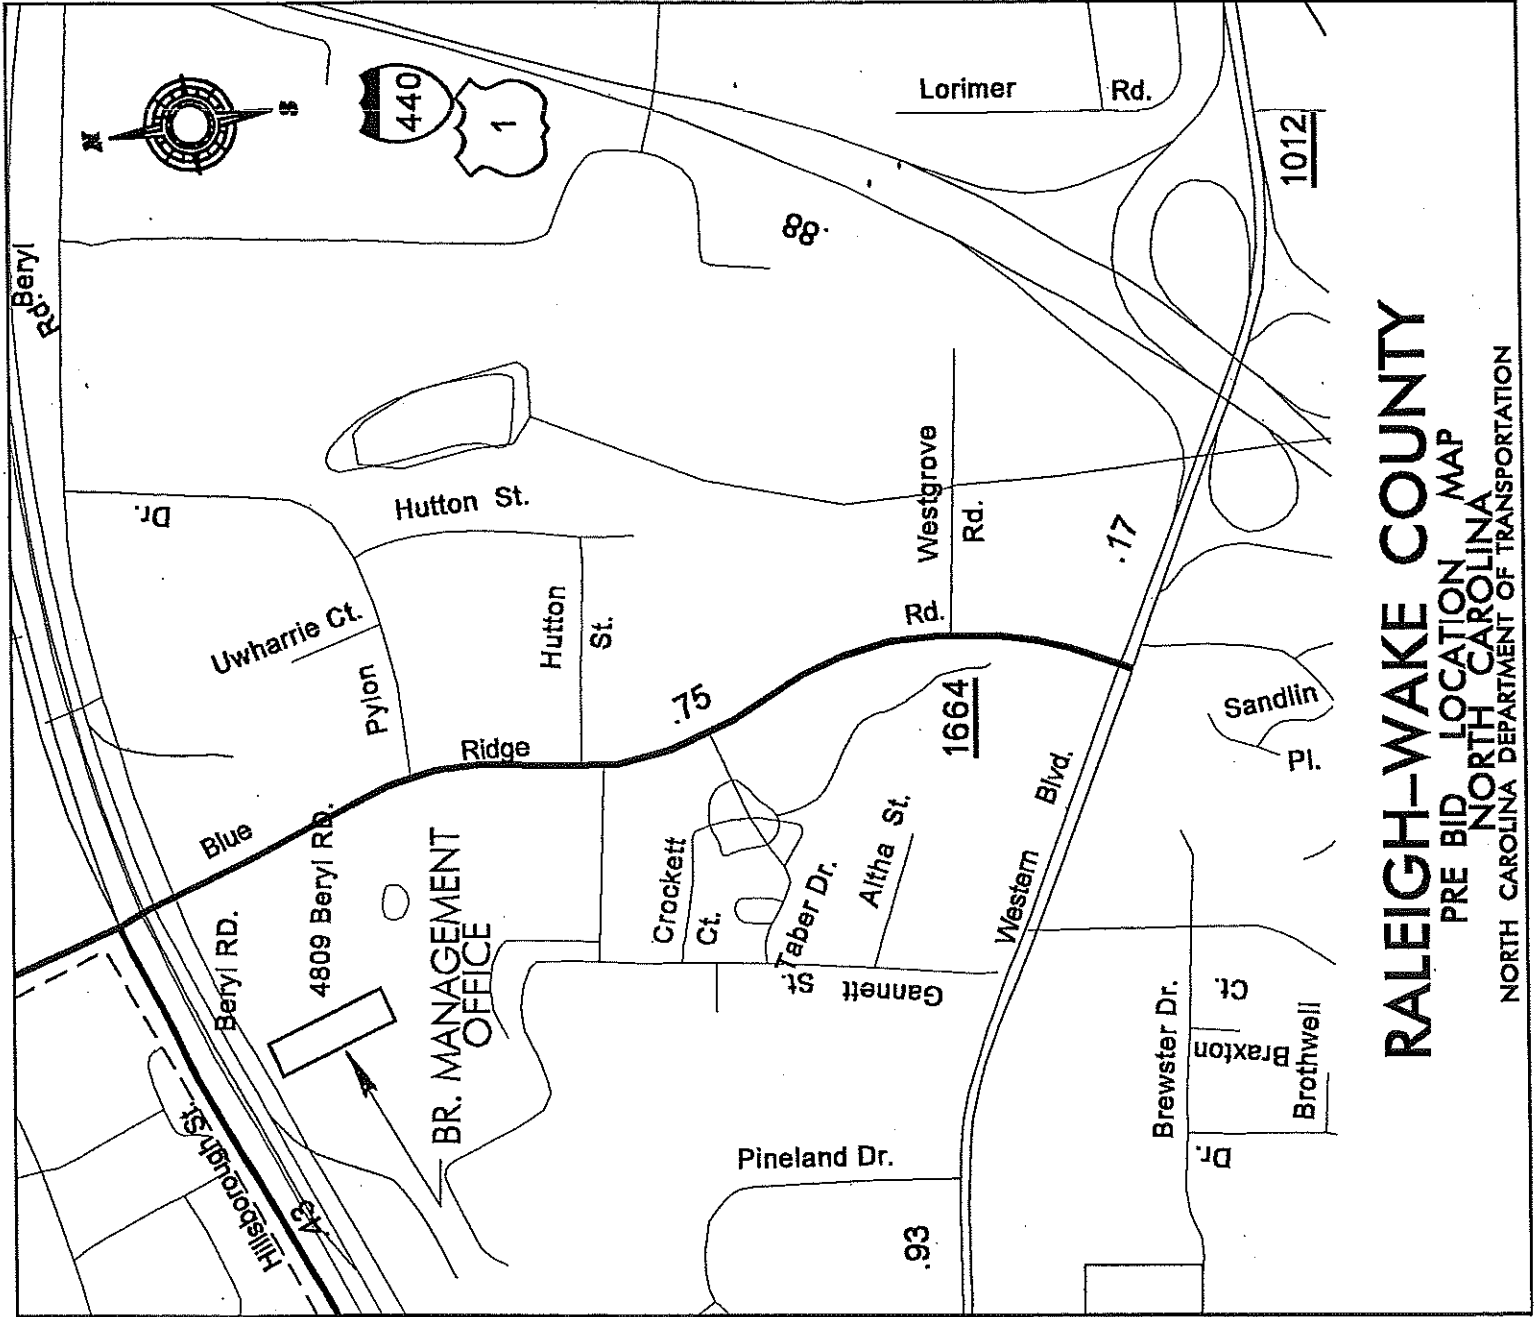 N
S
440
1
Beryl
Rd.
Lorimer
Rd.
1012
.88
Dr.
Hutton St.
Westgrove
Rd.
.17
Uwharrie Ct.
Pylon
Hutton
St.
Rd.
.75
Ridge
1664
Sandlin
Pl.
Blue
4809 Beryl RD.
Beryl RD.
BR. MANAGEMENT
OFFICE
Crockett
Ct.
Taber Dr.
Altha St.
Western
Blvd.
Gannett
St.
Hillsborough St.
.43
Pineland Dr.
.93
Brewster Dr.
Braxton
Ct.
Brothwell
Dr.
RALEIGH-WAKE COUNTY
PRE BID LOCATION MAP
NORTH CAROLINA
NORTH CAROLINA DEPARTMENT OF TRANSPORTATION